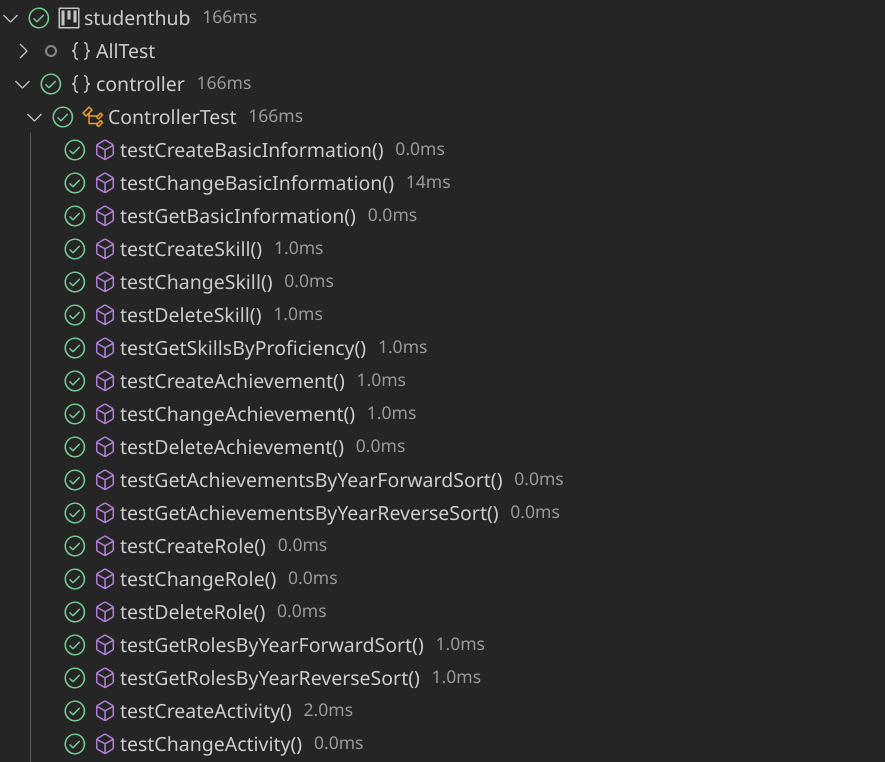 studenthub 166ms
{} AllTest
{} controller 166ms
ControllerTest 166ms
testCreateBasicInformation() 0.0ms
testChangeBasicInformation() 14ms
testGetBasicInformation() 0.0ms
testCreateSkill() 1.0ms
testChangeSkill() 0.0ms
testDeleteSkill() 1.0ms
testGetSkillsByProficiency() 1.0ms
testCreateAchievement() 1.0ms
testChangeAchievement() 1.0ms
testDeleteAchievement() 0.0ms
testGetAchievementsByYearForwardSort() 0.0ms
testGetAchievementsByYearReverseSort() 0.0ms
testCreateRole() 0.0ms
testChangeRole() 0.0ms
testDeleteRole() 0.0ms
testGetRolesByYearForwardSort() 1.0ms
testGetRolesByYearReverseSort() 1.0ms
testCreateActivity() 2.0ms
testChangeActivity() 0.0ms